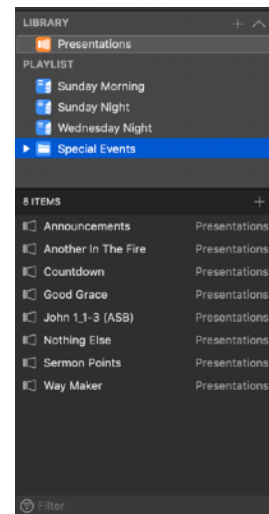 LIBRARY
Presentations
PLAYLIST
Sunday Morning
Sunday Night
Wednesday Night
Special Events
8 ITEMS
Announcements Presentations
Another In The Fire Presentations
Countdown Presentations
Good Grace Presentations
John 1_1-3 (ASB) Presentations
Nothing Else Presentations
Sermon Points Presentations
Way Maker Presentations
Filter